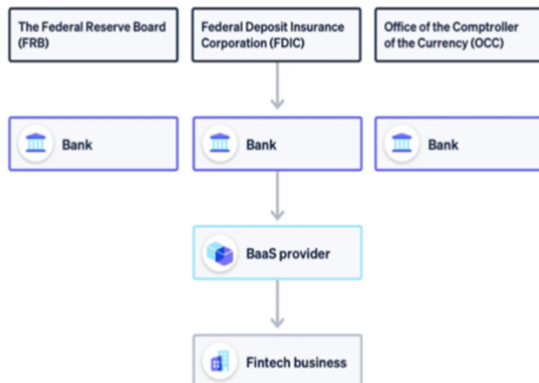 The Federal Reserve Board
(FRB)
Federal Deposit Insurance
Corporation (FDIC)
Office of the Comptroller
of the Currency (OCC)
Bank
Bank
Bank
BaaS provider
Fintech business